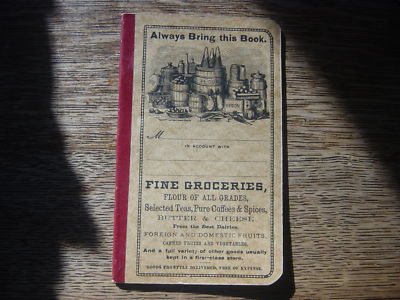 Always Bring this Book.
M
IN ACCOUNT WITH
FINE GROCERIES,
FLOUR OF ALL GRADES,
Selected Teas, Pure Coffees & Spices,
BUTTER & CHEESE
From the Best Dairies.
FOREIGN AND DOMESTIC FRUITS,
CANNED FRUITS AND VEGETABLES,
And a full variety of other goods usually
kept in a first-class store.
GOODS PROMPTLY DELIVERED, FREE OF EXPENSE.